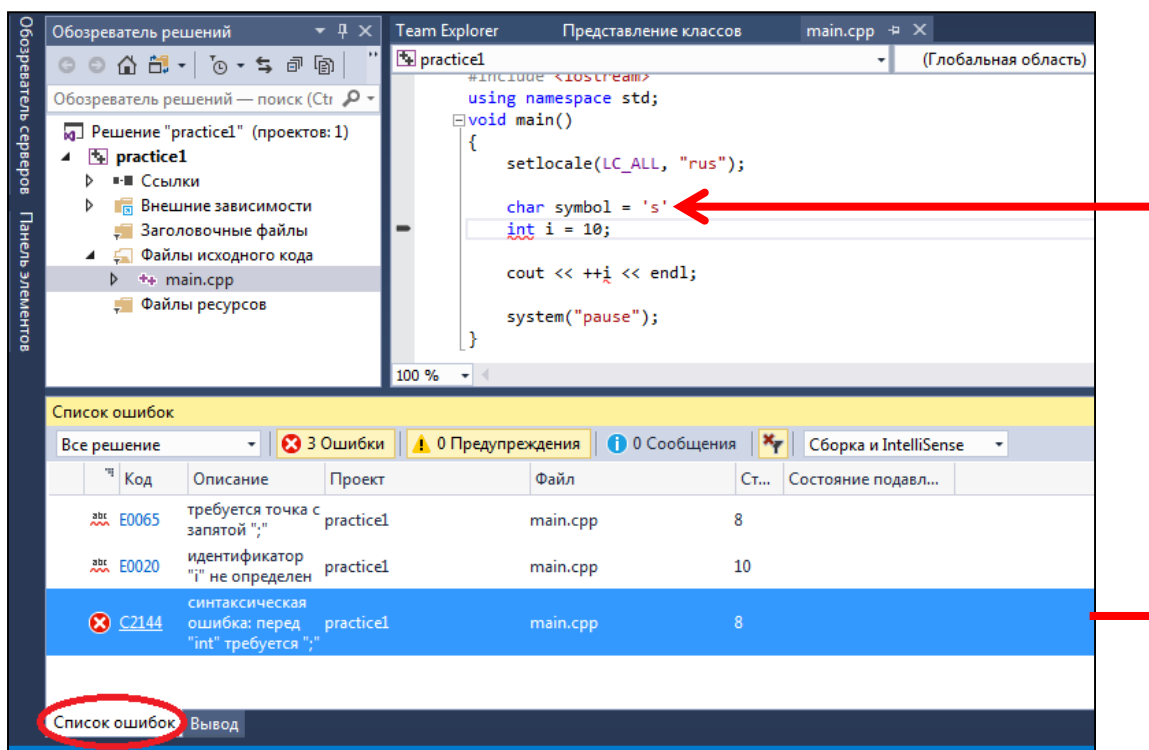 Обозреватель серверов
Панель элементов
Обозреватель решений
Обозреватель решений — поиск (Ctr
Решение "practice1" (проектов: 1)
practice1
Ссылки
Внешние зависимости
Заголовочные файлы
Файлы исходного кода
main.cpp
Файлы ресурсов
Team Explorer Представление классов main.cpp
practice1 (Глобальная область)
#include <iostream>
using namespace std;
void main()
{
setlocale(LC_ALL, "rus");
char symbol = 's'
int i = 10;
cout << ++i << endl;
system("pause");
}
100 %
Список ошибок
Все решение 3 Ошибки 0 Предупреждения 0 Сообщения Сборка и IntelliSense
Код Описание Проект Файл Ст... Состояние подавл...
abc E0065 требуется точка с запятой ";" practice1 main.cpp 8
abc E0020 идентификатор "i" не определен practice1 main.cpp 10
C2144 синтаксическая ошибка: перед "int" требуется ";" practice1 main.cpp 8
Список ошибок Вывод